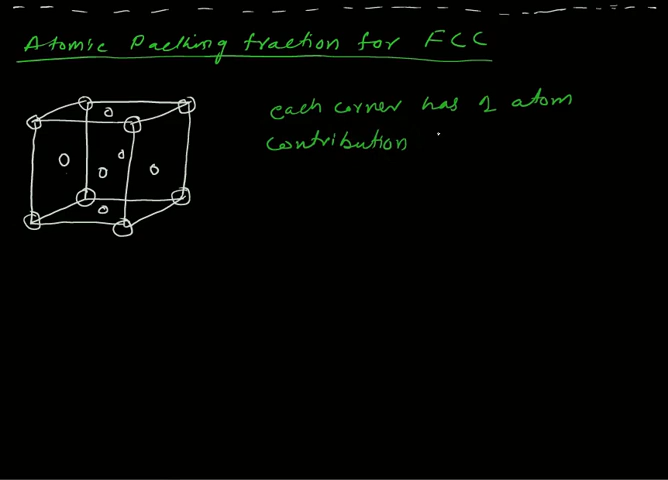 Atomic Packing fraction for FCC
each corner has 1 atom
contribution